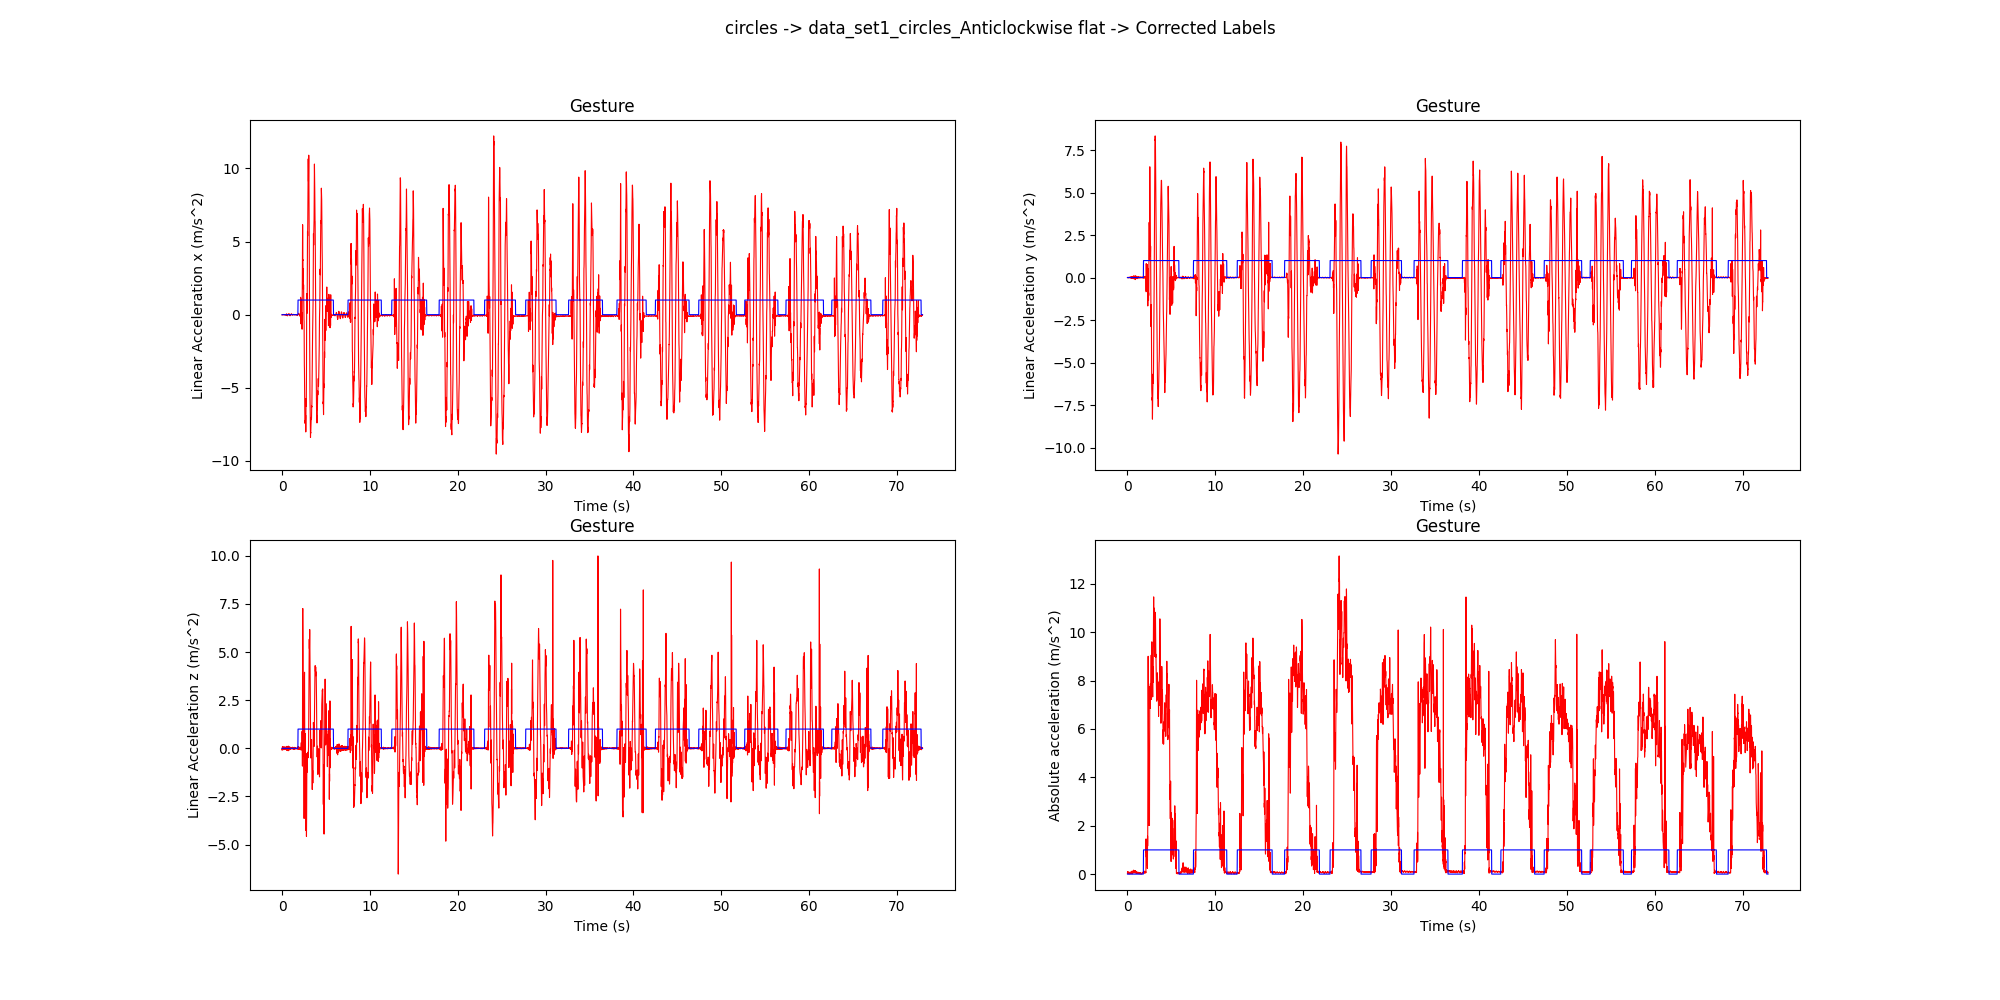 circles -> data_set1_circles_Anticlockwise flat -> Corrected Labels
Gesture
Linear Acceleration x (m/s^2)
10
5
0
−5
−10
0 10 20 30 40 50 60 70
Time (s)
Gesture
Linear Acceleration y (m/s^2)
7.5
5.0
2.5
0.0
−2.5
−5.0
−7.5
−10.0
0 10 20 30 40 50 60 70
Time (s)
Gesture
Linear Acceleration z (m/s^2)
10.0
7.5
5.0
2.5
0.0
−2.5
−5.0
0 10 20 30 40 50 60 70
Time (s)
Gesture
Absolute acceleration (m/s^2)
12
10
8
6
4
2
0
0 10 20 30 40 50 60 70
Time (s)